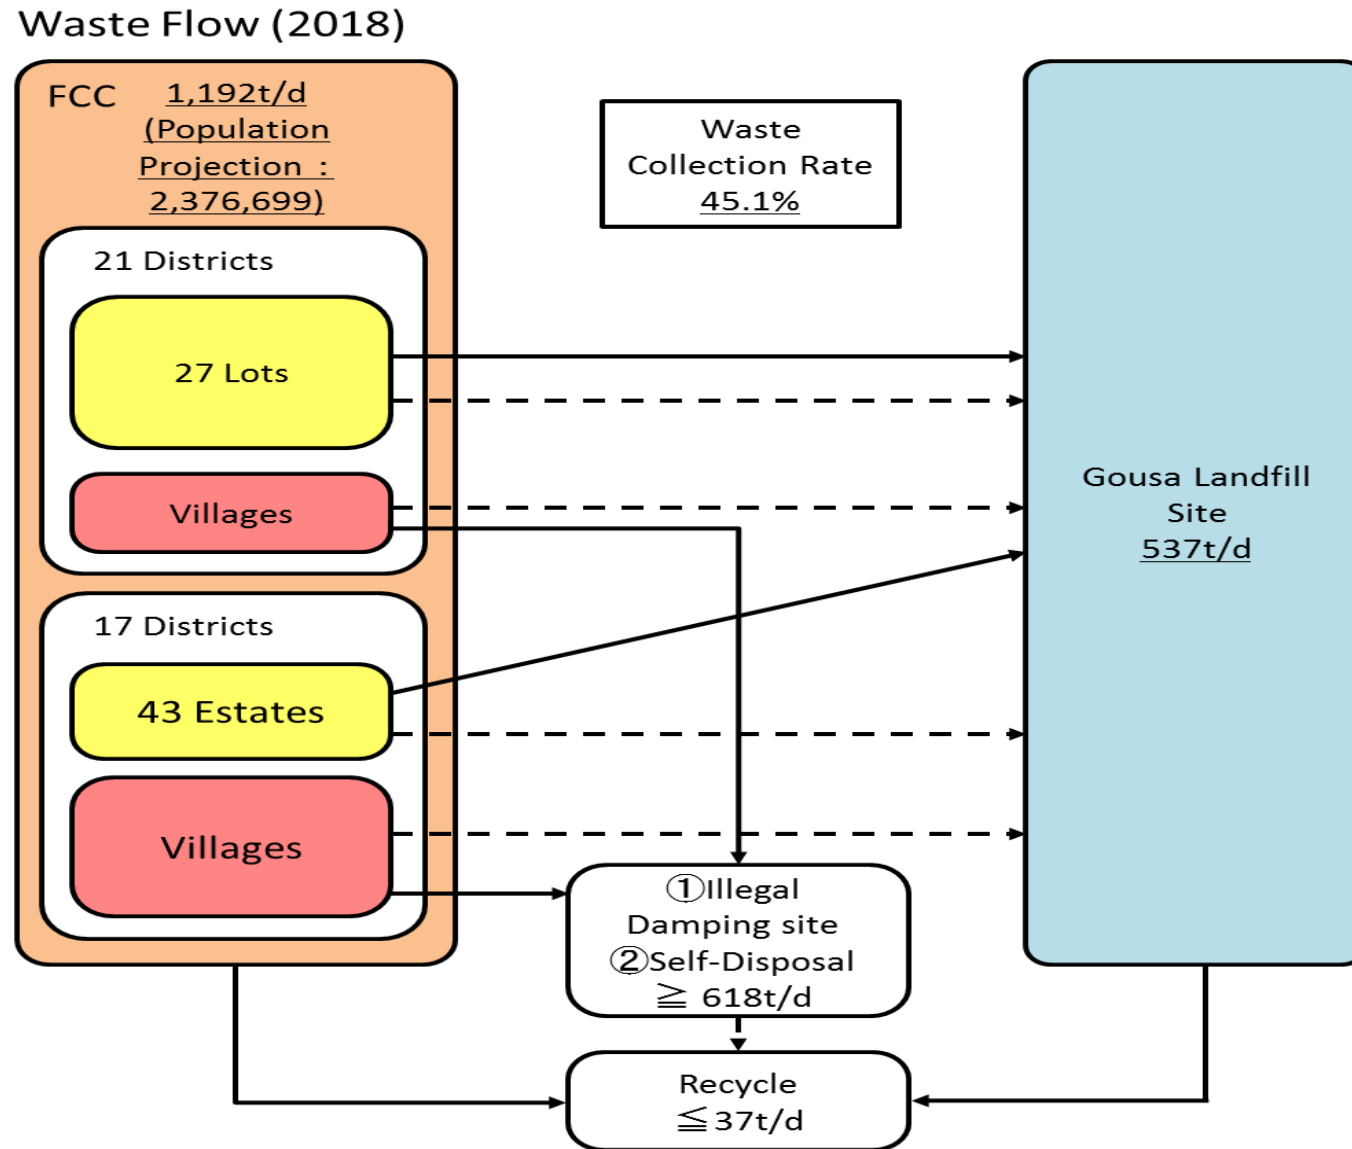 Waste Flow (2018)
FCC 1,192t/d
(Population
Projection :
2,376,699)
Waste
Collection Rate
45.1%
21 Districts
27 Lots
Villages
17 Districts
43 Estates
Villages
Gousa Landfill
Site
537t/d
①Illegal
Damping site
②Self-Disposal
≧ 618t/d
Recycle
≦37t/d